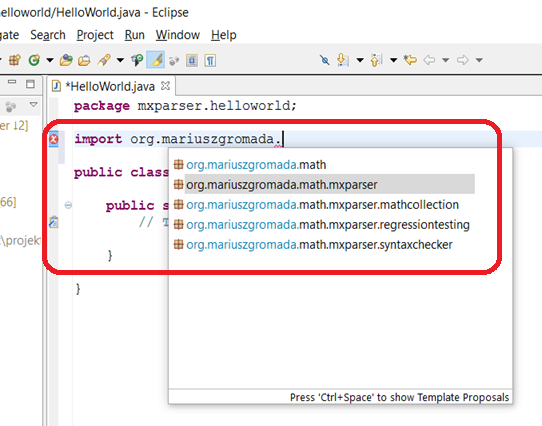 helloworld/HelloWorld.java - Eclipse
gate Search Project Run Window Help
*HelloWorld.java
package mxparser.helloworld;
import org.mariuszgromada.
public class
public s
// T
}
}
org.mariuszgromada.math
org.mariuszgromada.math.mxparser
org.mariuszgromada.math.mxparser.mathcollection
org.mariuszgromada.math.mxparser.regressiontesting
org.mariuszgromada.math.mxparser.syntaxchecker
Press 'Ctrl+Space' to show Template Proposals
er ↓2]
66]
t\projekt